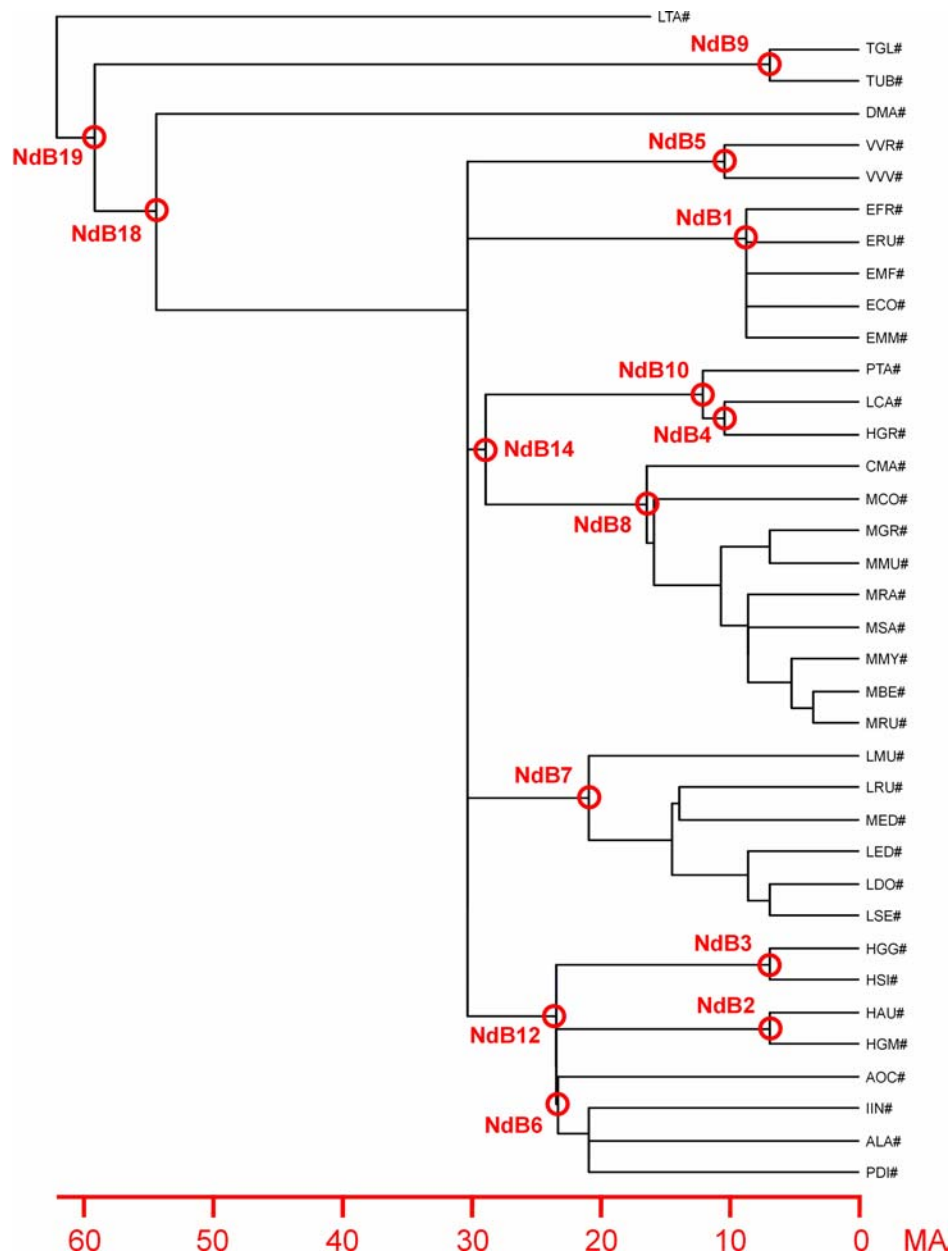 LTA#
NdB9
TGL#
TUB#
DMA#
NdB19
NdB5
VVR#
VVV#
NdB18
NdB1
EFR#
ERU#
EMF#
ECO#
EMM#
NdB10
PTA#
LCA#
NdB4
HGR#
NdB14
CMA#
NdB8
MCO#
MGR#
MMU#
MRA#
MSA#
MMY#
MBE#
MRU#
LMU#
NdB7
LRU#
MED#
LED#
LDO#
LSE#
NdB3
HGG#
HSI#
NdB2
HAU#
NdB12
HGM#
AOC#
NdB6
IIN#
ALA#
PDI#
60 50 40 30 20 10 0 MA